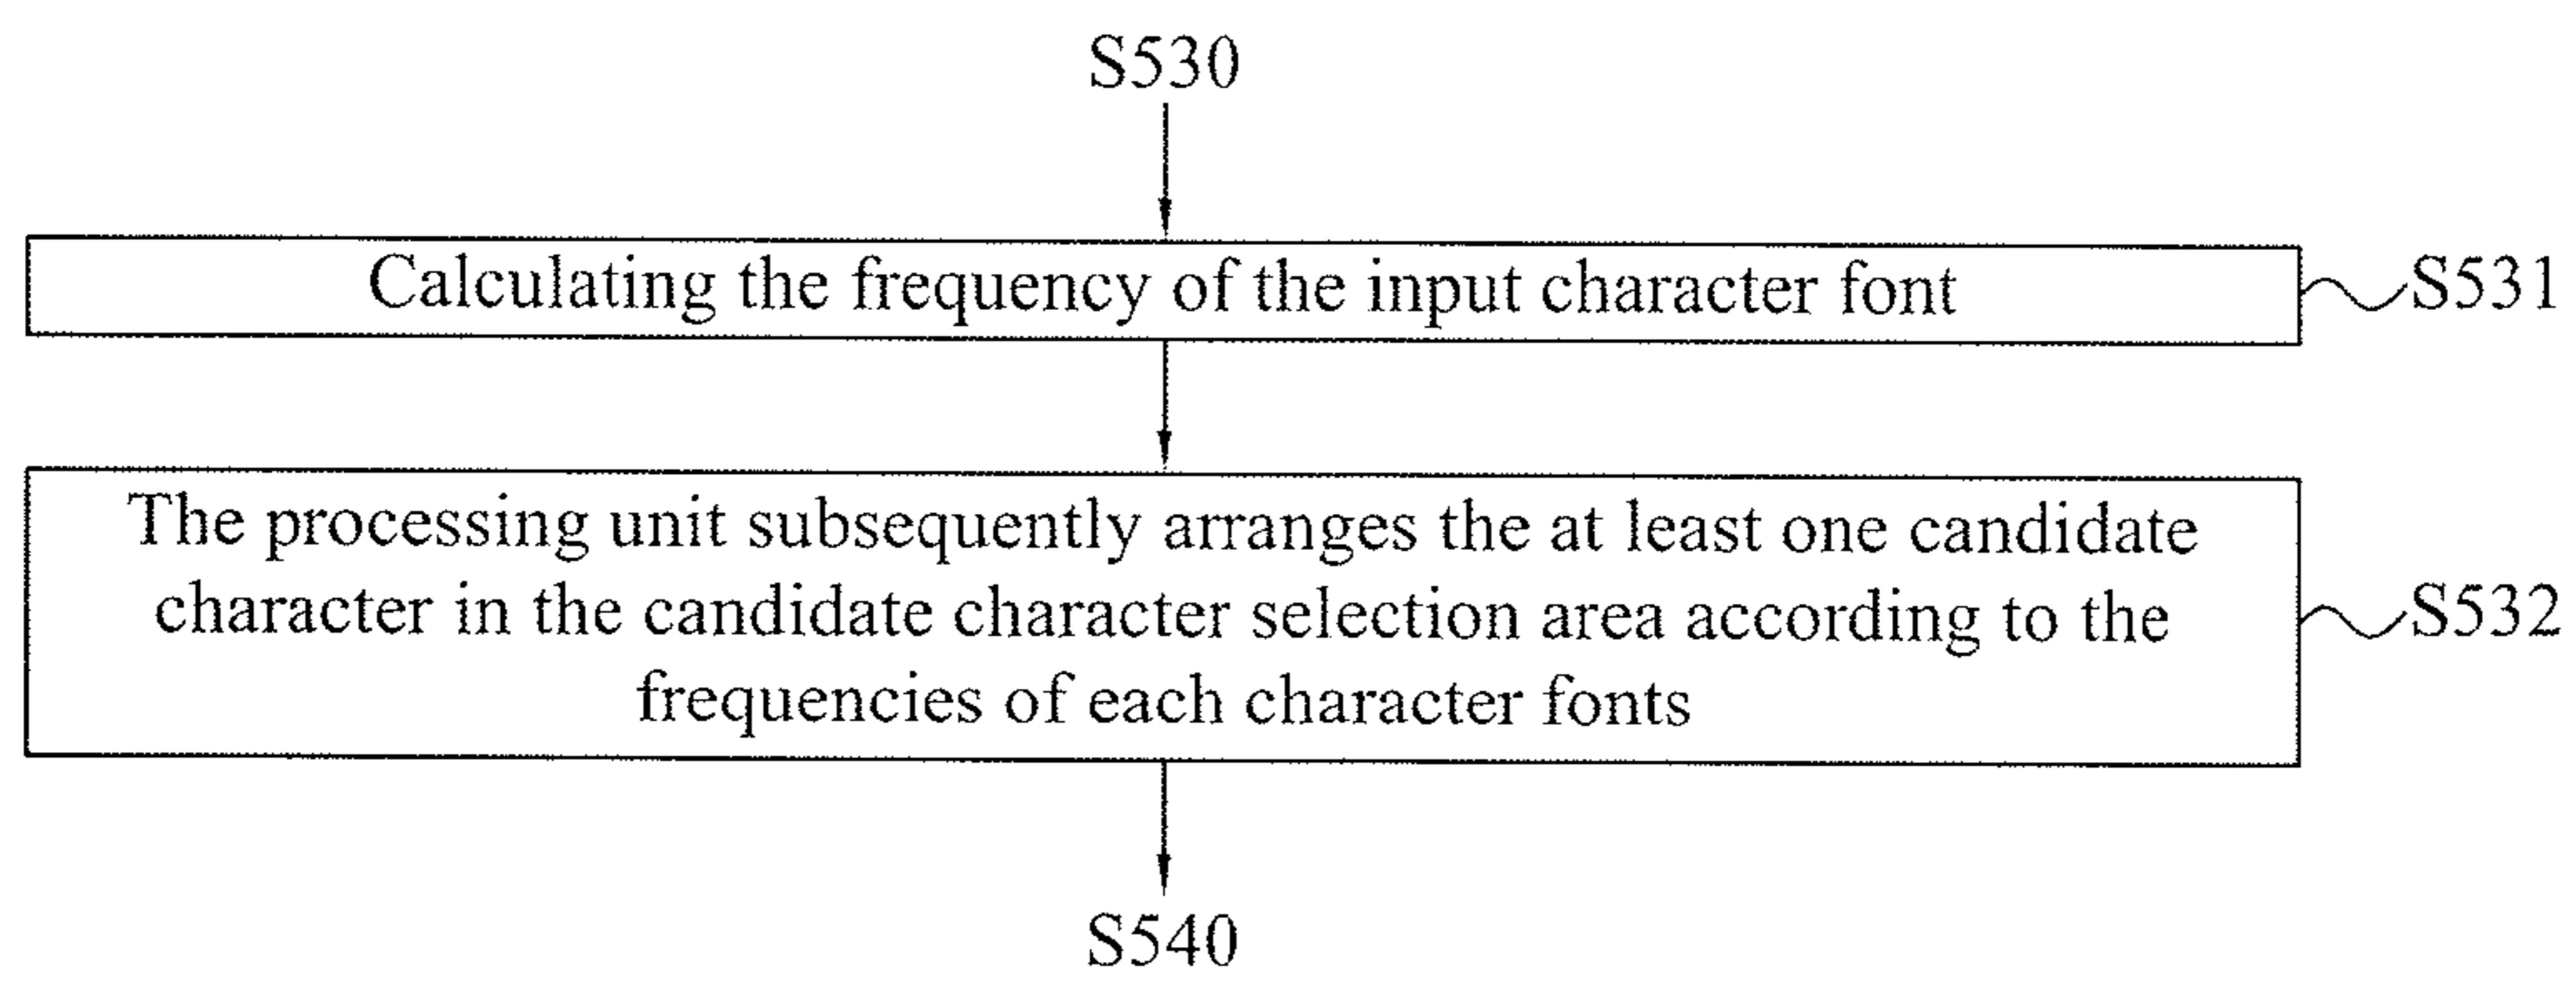 S530
Calculating the frequency of the input character font
S531
The processing unit subsequently arranges the at least one candidate
character in the candidate character selection area according to the
frequencies of each character fonts
S532
S540